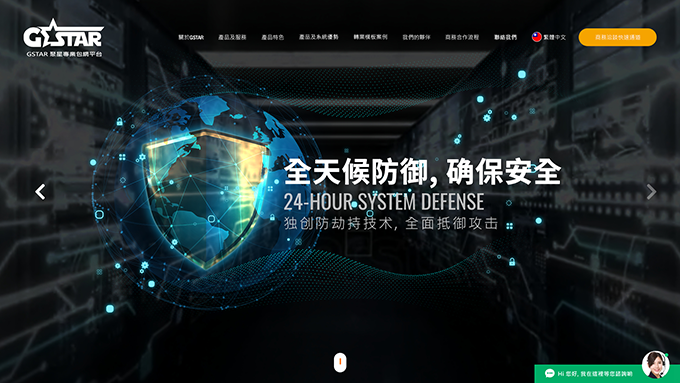 GSTAR
GSTAR 聚星專業包網平台
關於GSTAR 產品及服務 產品特色 產品及系統優勢 精美模板案例 我們的夥伴 商務合作流程 聯絡我們 繁體中文
全天候防御, 确保安全
24-HOUR SYSTEM DEFENSE
独创防劫持技术, 全面抵御攻击
Hi 您好, 我在這裡等您諮詢喲